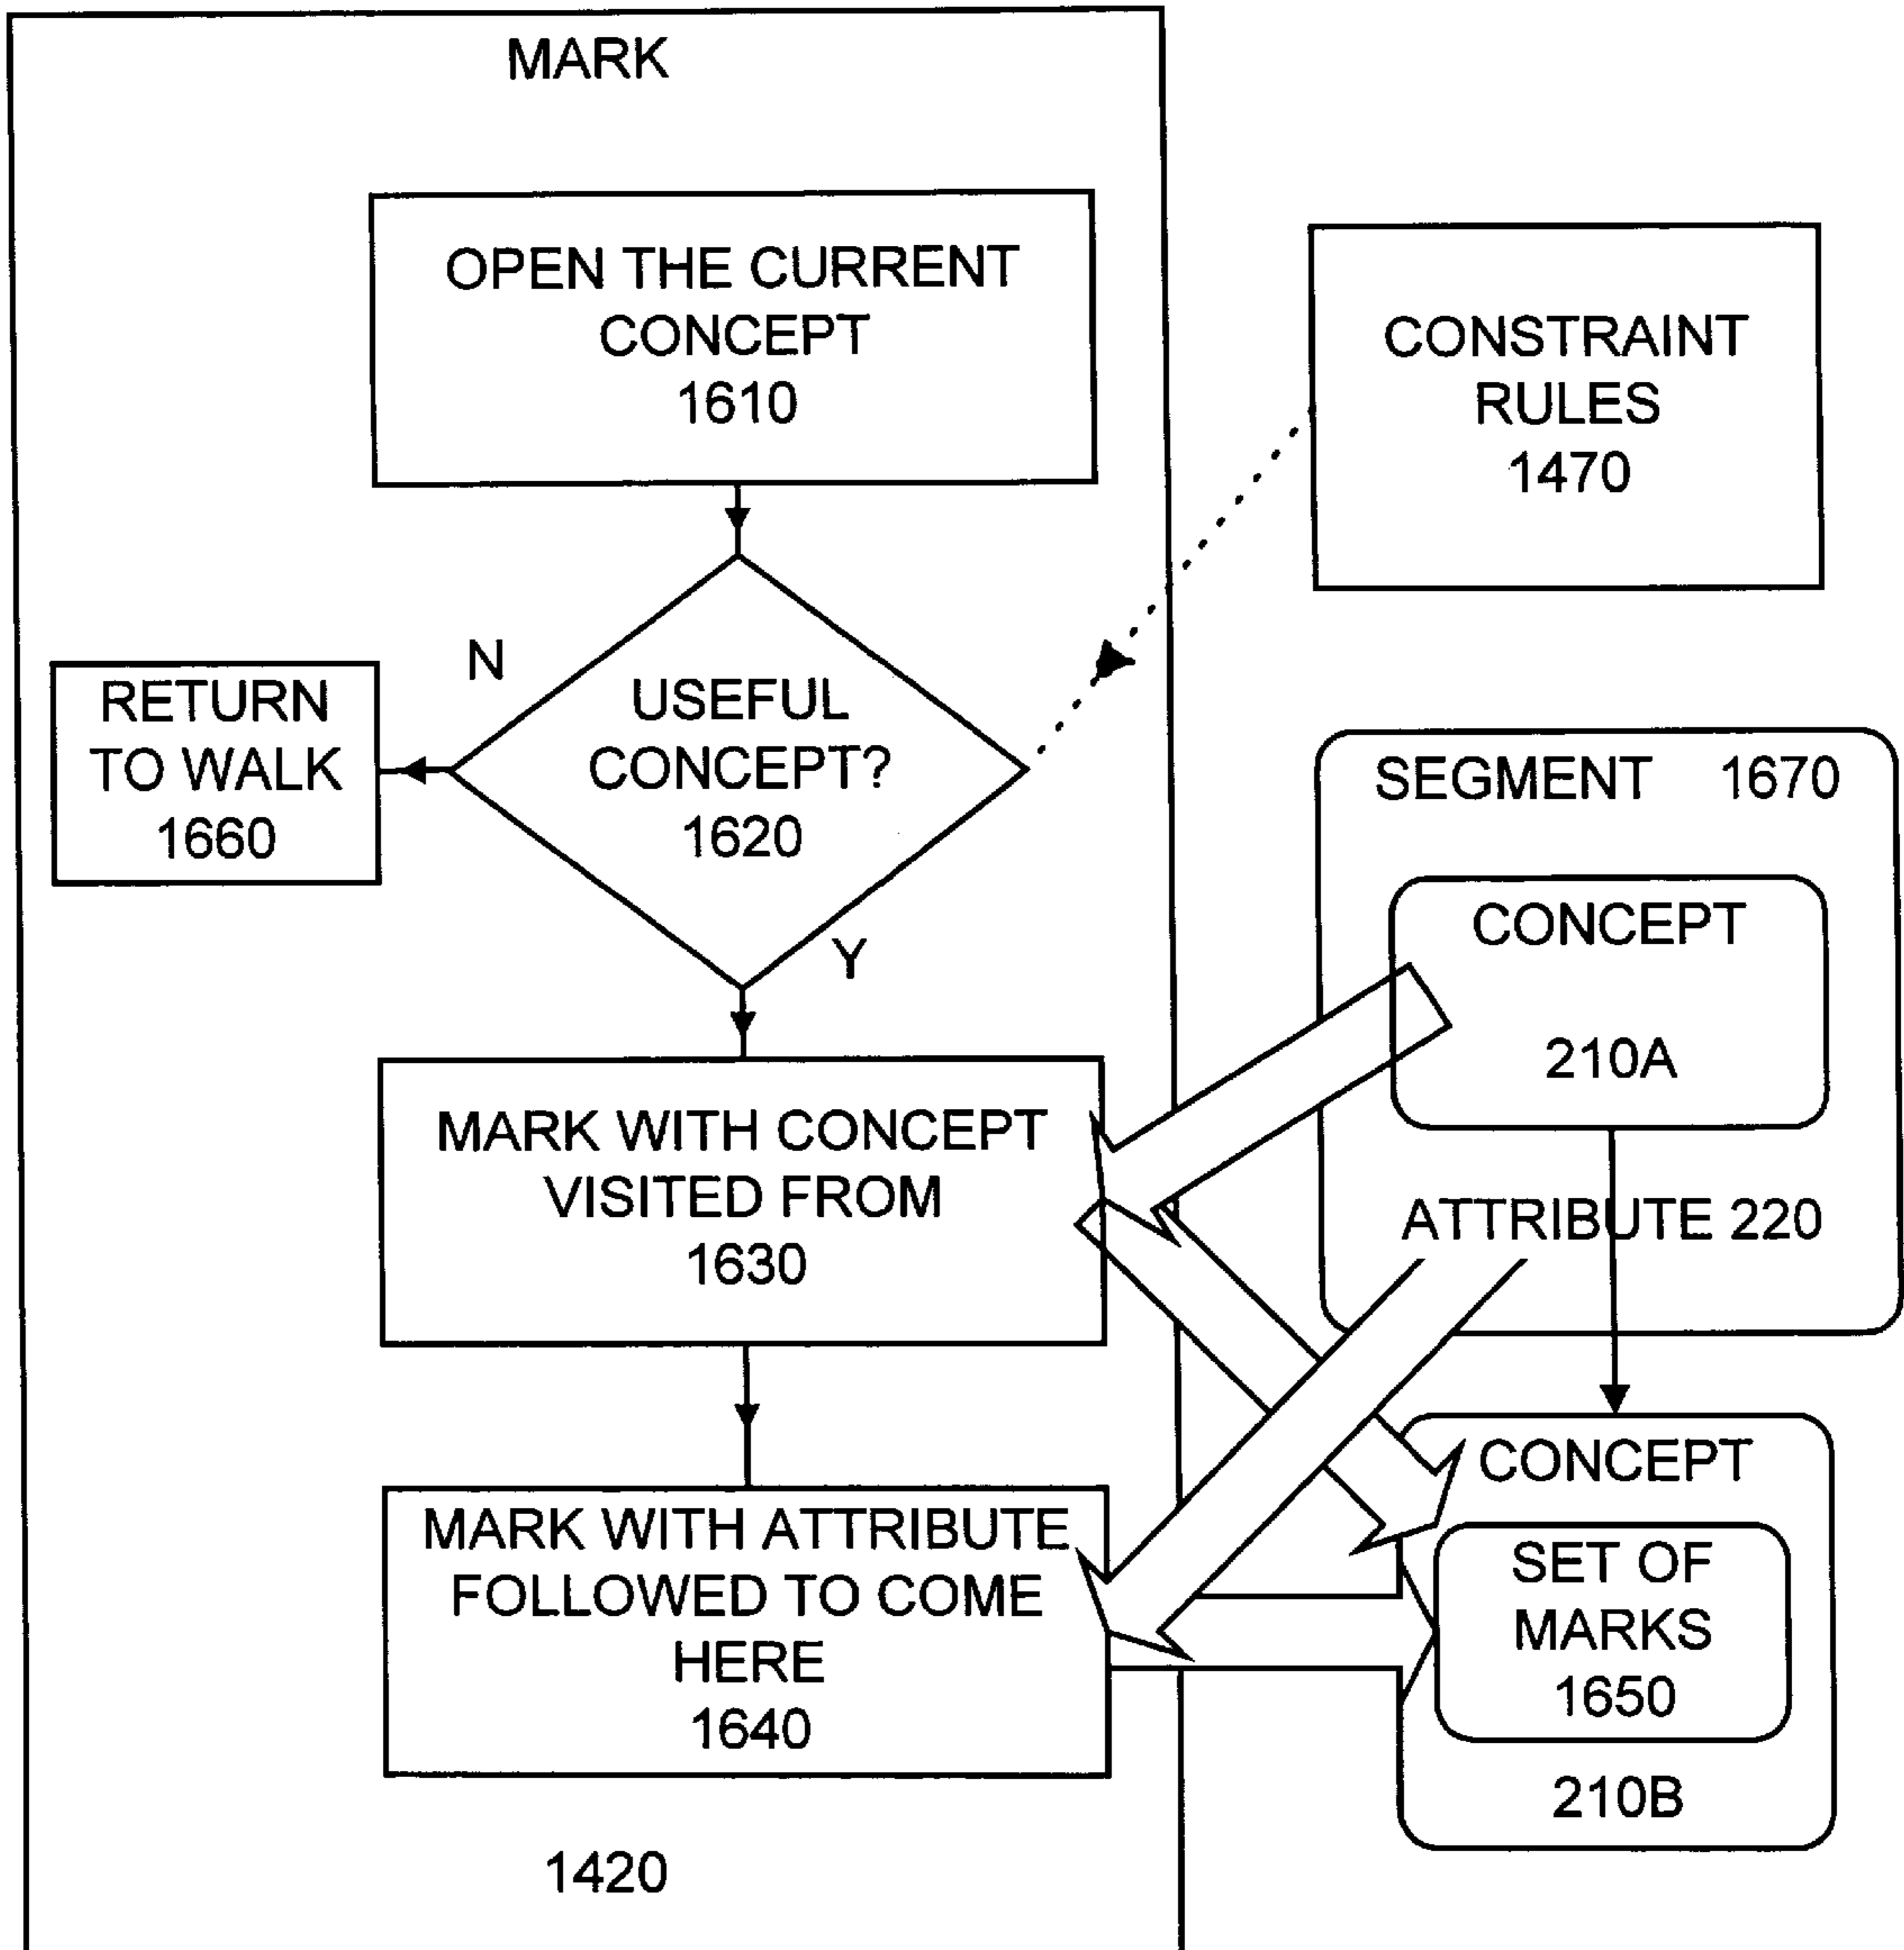 MARK
OPEN THE CURRENT
CONCEPT
1610
CONSTRAINT
RULES
1470
N
RETURN
TO WALK
1660
USEFUL
CONCEPT?
1620
Y
SEGMENT 1670
CONCEPT
210A
ATTRIBUTE 220
MARK WITH CONCEPT
VISITED FROM
1630
MARK WITH ATTRIBUTE
FOLLOWED TO COME
HERE
1640
CONCEPT
SET OF
MARKS
1650
210B
1420